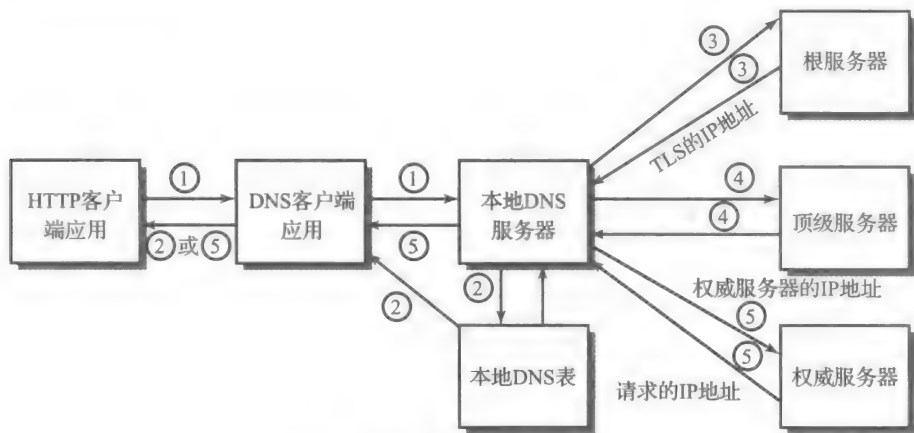 ③
根服务器
③
TLS的IP地址
HTTP客户
端应用
①
②或⑤
DNS客户端
应用
①
⑤
本地DNS
服务器
④
④
顶级服务器
②
②
本地DNS表
权威服务器的IP地址
⑤
⑤
请求的IP地址
权威服务器